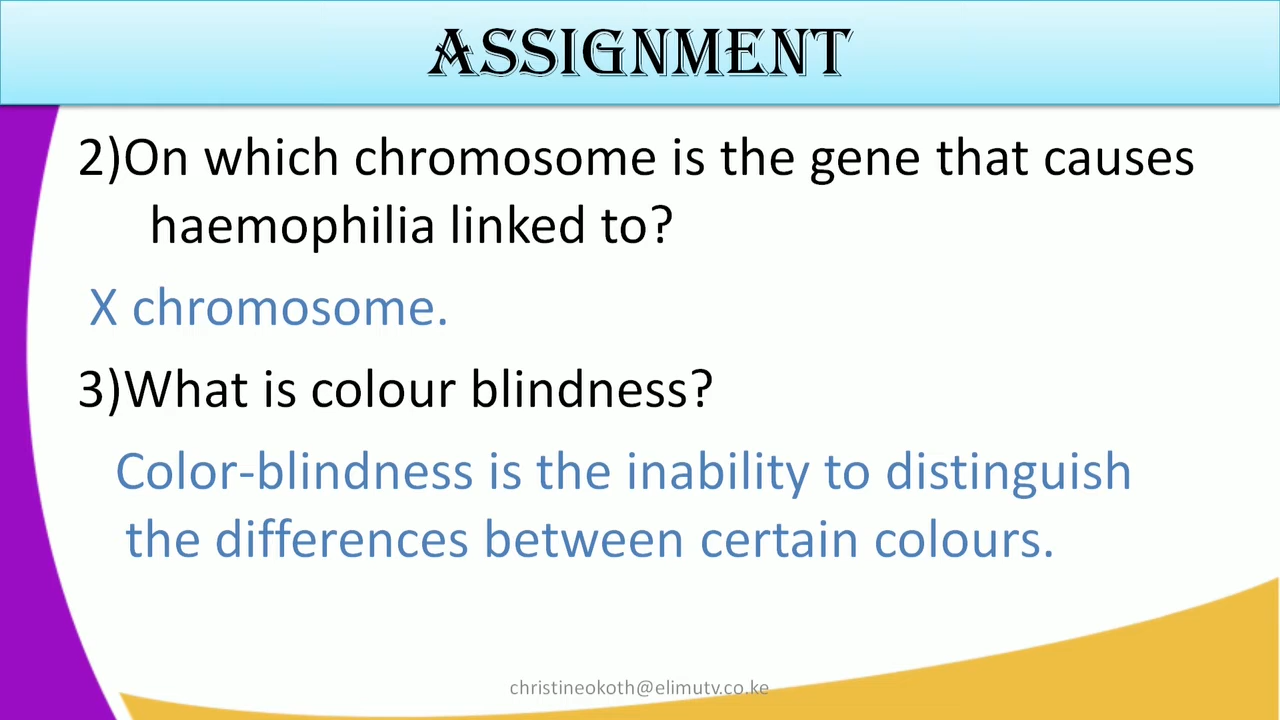 ASSIGNMENT
2)On which chromosome is the gene that causes
haemophilia linked to?
X chromosome.
3)What is colour blindness?
Color-blindness is the inability to distinguish
the differences between certain colours.
christineokoth@elimutv.co.ke